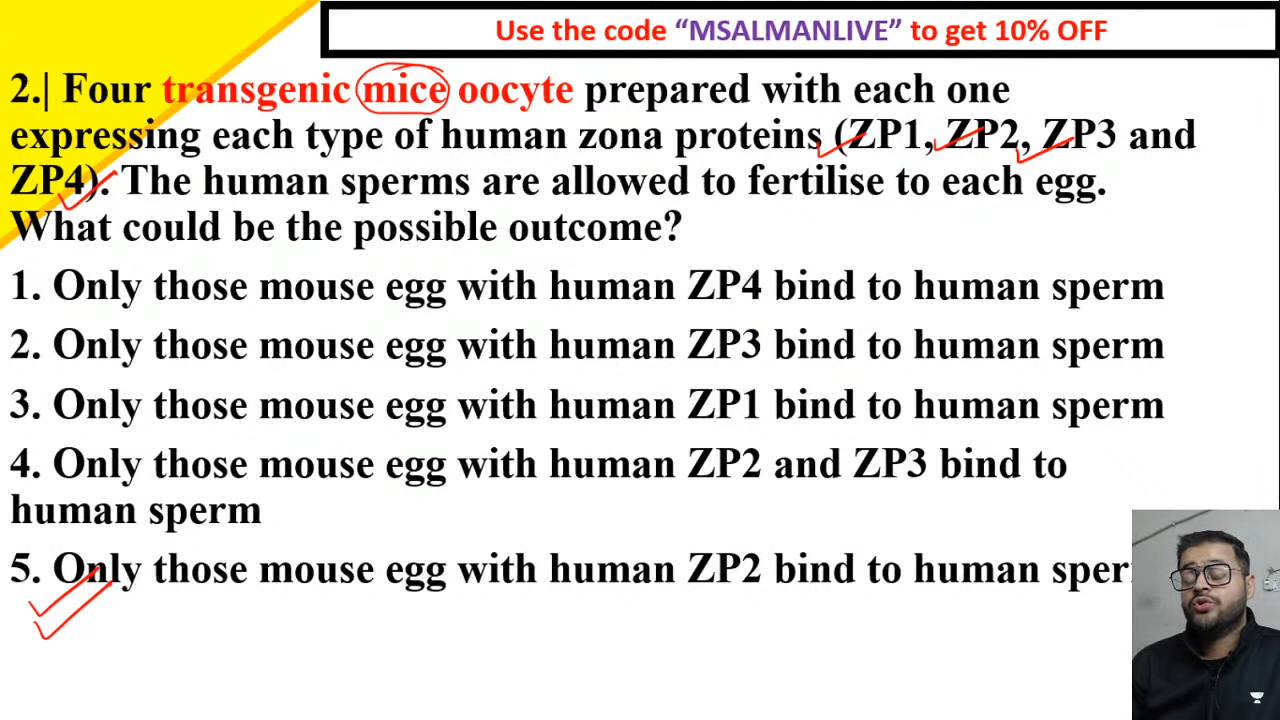 Use the code “MSALMANLIVE” to get 10% OFF
2.| Four transgenic mice oocyte prepared with each one
expressing each type of human zona proteins (ZP1, ZP2, ZP3 and
ZP4). The human sperms are allowed to fertilise to each egg.
What could be the possible outcome?
1. Only those mouse egg with human ZP4 bind to human sperm
2. Only those mouse egg with human ZP3 bind to human sperm
3. Only those mouse egg with human ZP1 bind to human sperm
4. Only those mouse egg with human ZP2 and ZP3 bind to
human sperm
5. Only those mouse egg with human ZP2 bind to human